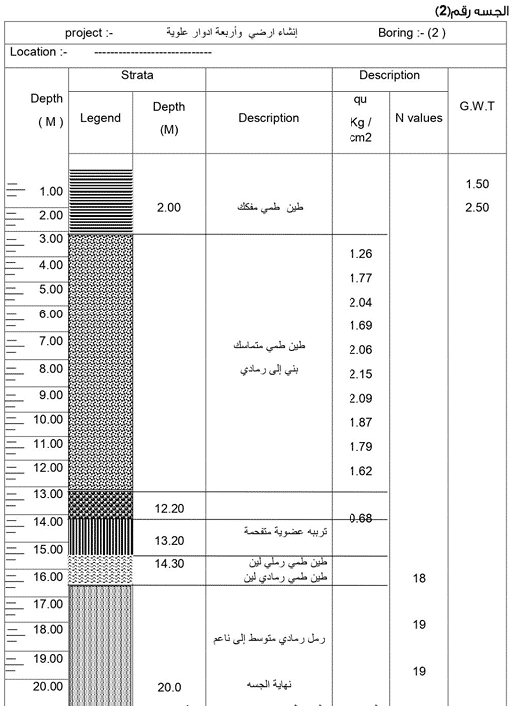 الجسه رقم(2)
project :- إنشاء ارضي وأربعة ادوار علوية Boring :- (2 )
Location :- -----------------------------
Strata Description
Depth ( M ) Legend Depth (M) Description qu Kg / cm2 N values G.W.T
1.00 1.50
2.00 2.00 طين طمي مفكك 2.50
3.00 1.26
4.00 1.77
5.00 2.04
6.00 1.69
7.00 طين طمي متماسك 2.06
8.00 بني إلى رمادي 2.15
9.00 2.09
10.00 1.87
11.00 1.79
12.00 1.62
13.00 12.20
14.00 0.68
13.20 تربيه عضوية متفحمة
15.00 14.30 طين طمي رملي لين
16.00 طين طمي رمادي لين 18
17.00
18.00 رمل رمادي متوسط إلى ناعم 19
19.00 19
20.00 20.0 نهاية الجسه